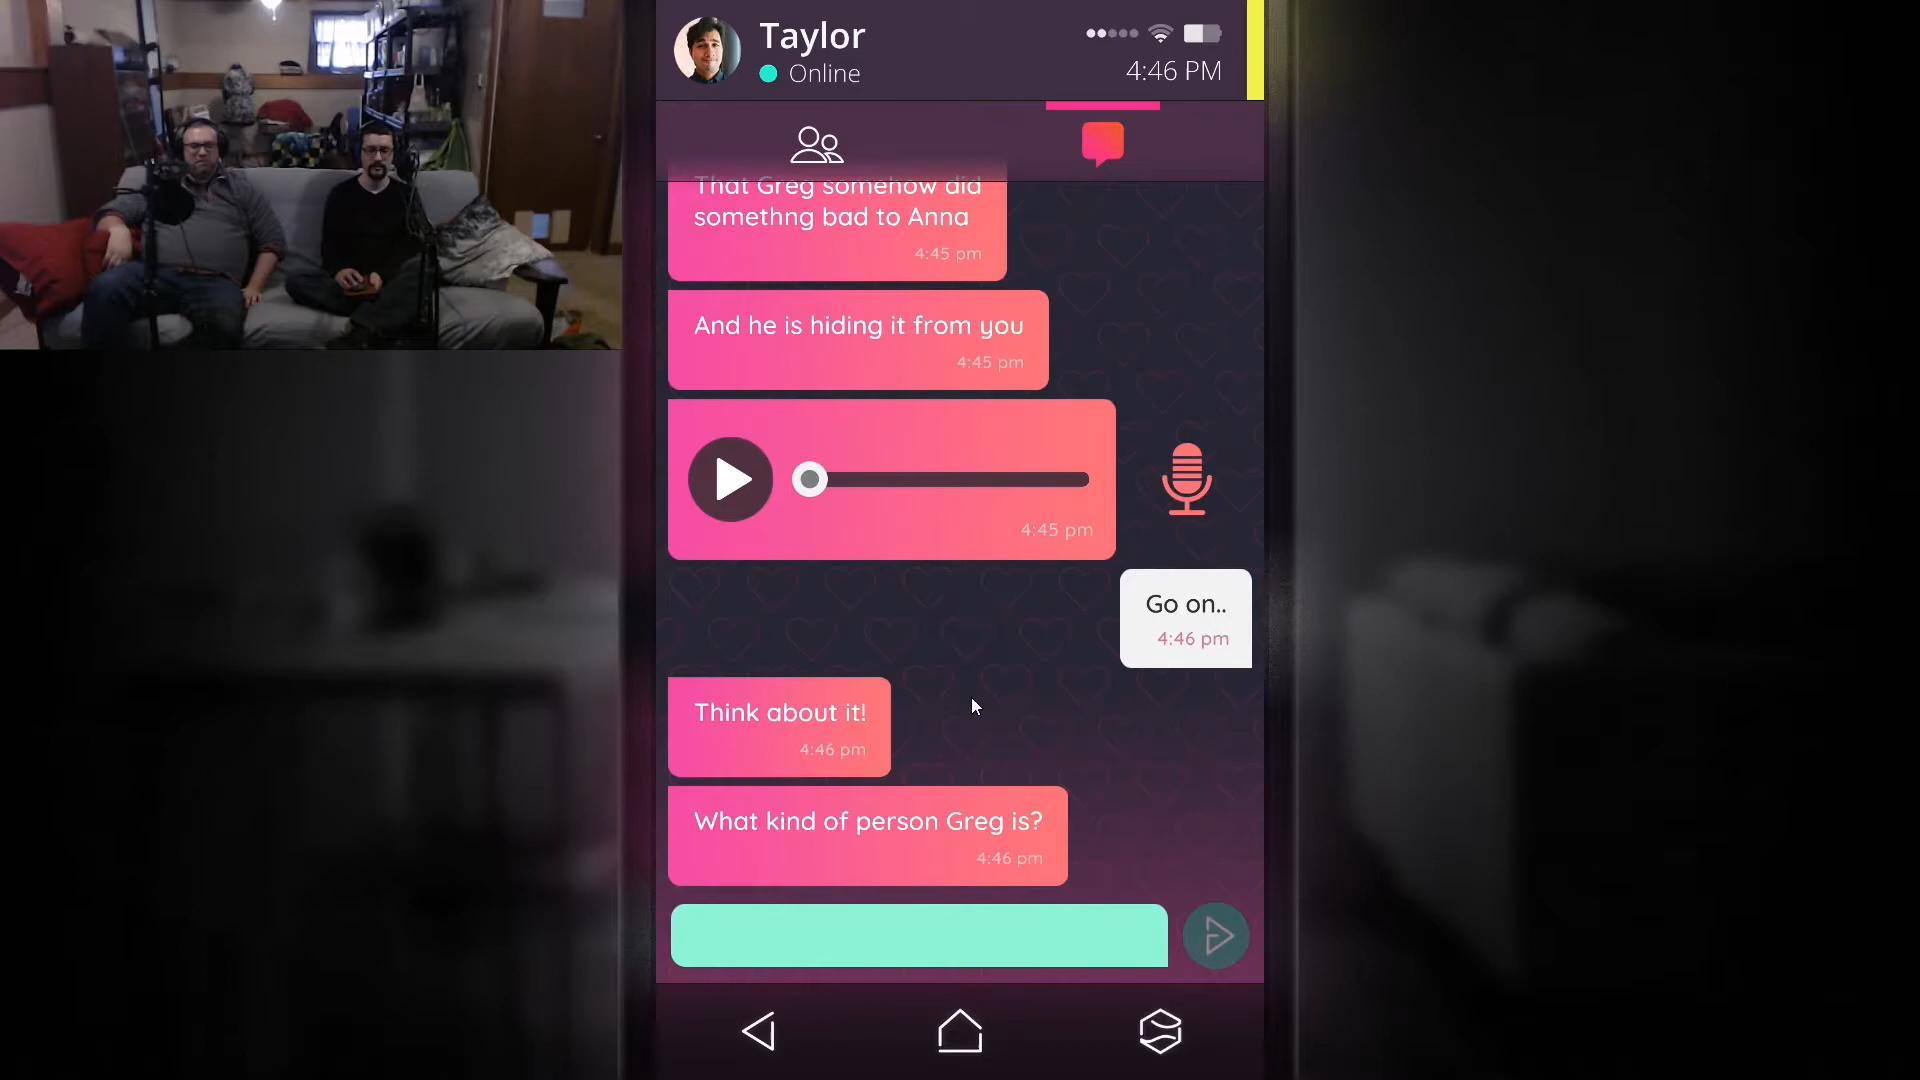 Taylor
Online
4:46 PM
That Greg somehow did
somethng bad to Anna
4:45 pm
And he is hiding it from you
4:45 pm
4:45 pm
Go on..
4:46 pm
Think about it!
4:46 pm
What kind of person Greg is?
4:46 pm